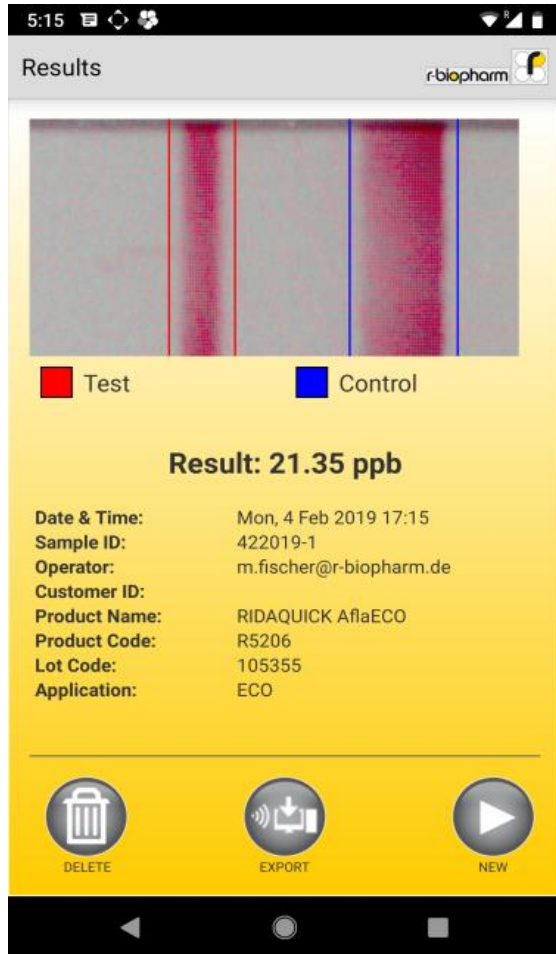 5:15
R
Results
r-biopharm
Test Control
Result: 21.35 ppb
Date & Time: Mon, 4 Feb 2019 17:15
Sample ID: 422019-1
Operator: m.fischer@r-biopharm.de
Customer ID:
Product Name: RIDAQUICK AflaECO
Product Code: R5206
Lot Code: 105355
Application: ECO
DELETE EXPORT NEW